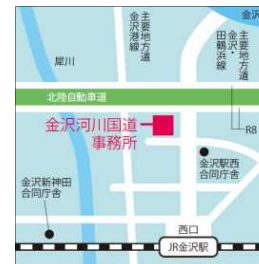 金沢
主要地方道
金沢港線
主要地方道
金沢・
田鶴浜線
犀川
北陸自動車道
金沢河川国道
事務所
R8
金沢駅西
合同庁舎
金沢新神田
合同庁舎
西口
JR金沢駅